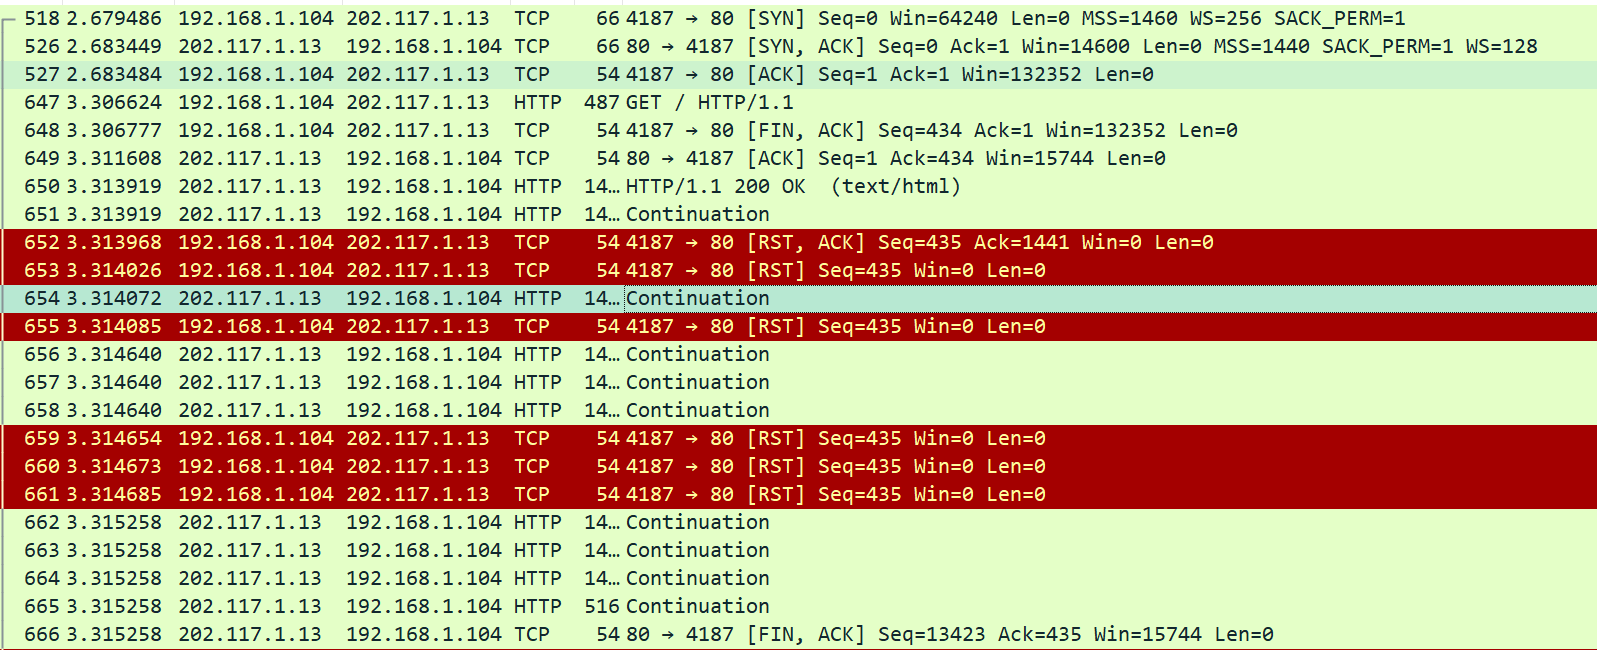 518 2.679486 192.168.1.104 202.117.1.13 TCP 66 4187 → 80 [SYN] Seq=0 Win=64240 Len=0 MSS=1460 WS=256 SACK_PERM=1
526 2.683449 202.117.1.13 192.168.1.104 TCP 66 80 → 4187 [SYN, ACK] Seq=0 Ack=1 Win=14600 Len=0 MSS=1440 SACK_PERM=1 WS=128
527 2.683484 192.168.1.104 202.117.1.13 TCP 54 4187 → 80 [ACK] Seq=1 Ack=1 Win=132352 Len=0
647 3.306624 192.168.1.104 202.117.1.13 HTTP 487 GET / HTTP/1.1
648 3.306777 192.168.1.104 202.117.1.13 TCP 54 4187 → 80 [FIN, ACK] Seq=434 Ack=1 Win=132352 Len=0
649 3.311608 202.117.1.13 192.168.1.104 TCP 54 80 → 4187 [ACK] Seq=1 Ack=434 Win=15744 Len=0
650 3.313919 202.117.1.13 192.168.1.104 HTTP 14… HTTP/1.1 200 OK (text/html)
651 3.313919 202.117.1.13 192.168.1.104 HTTP 14… Continuation
652 3.313968 192.168.1.104 202.117.1.13 TCP 54 4187 → 80 [RST, ACK] Seq=435 Ack=1441 Win=0 Len=0
653 3.314026 192.168.1.104 202.117.1.13 TCP 54 4187 → 80 [RST] Seq=435 Win=0 Len=0
654 3.314072 202.117.1.13 192.168.1.104 HTTP 14… Continuation
655 3.314085 192.168.1.104 202.117.1.13 TCP 54 4187 → 80 [RST] Seq=435 Win=0 Len=0
656 3.314640 202.117.1.13 192.168.1.104 HTTP 14… Continuation
657 3.314640 202.117.1.13 192.168.1.104 HTTP 14… Continuation
658 3.314640 202.117.1.13 192.168.1.104 HTTP 14… Continuation
659 3.314654 192.168.1.104 202.117.1.13 TCP 54 4187 → 80 [RST] Seq=435 Win=0 Len=0
660 3.314673 192.168.1.104 202.117.1.13 TCP 54 4187 → 80 [RST] Seq=435 Win=0 Len=0
661 3.314685 192.168.1.104 202.117.1.13 TCP 54 4187 → 80 [RST] Seq=435 Win=0 Len=0
662 3.315258 202.117.1.13 192.168.1.104 HTTP 14… Continuation
663 3.315258 202.117.1.13 192.168.1.104 HTTP 14… Continuation
664 3.315258 202.117.1.13 192.168.1.104 HTTP 14… Continuation
665 3.315258 202.117.1.13 192.168.1.104 HTTP 516 Continuation
666 3.315258 202.117.1.13 192.168.1.104 TCP 54 80 → 4187 [FIN, ACK] Seq=13423 Ack=435 Win=15744 Len=0